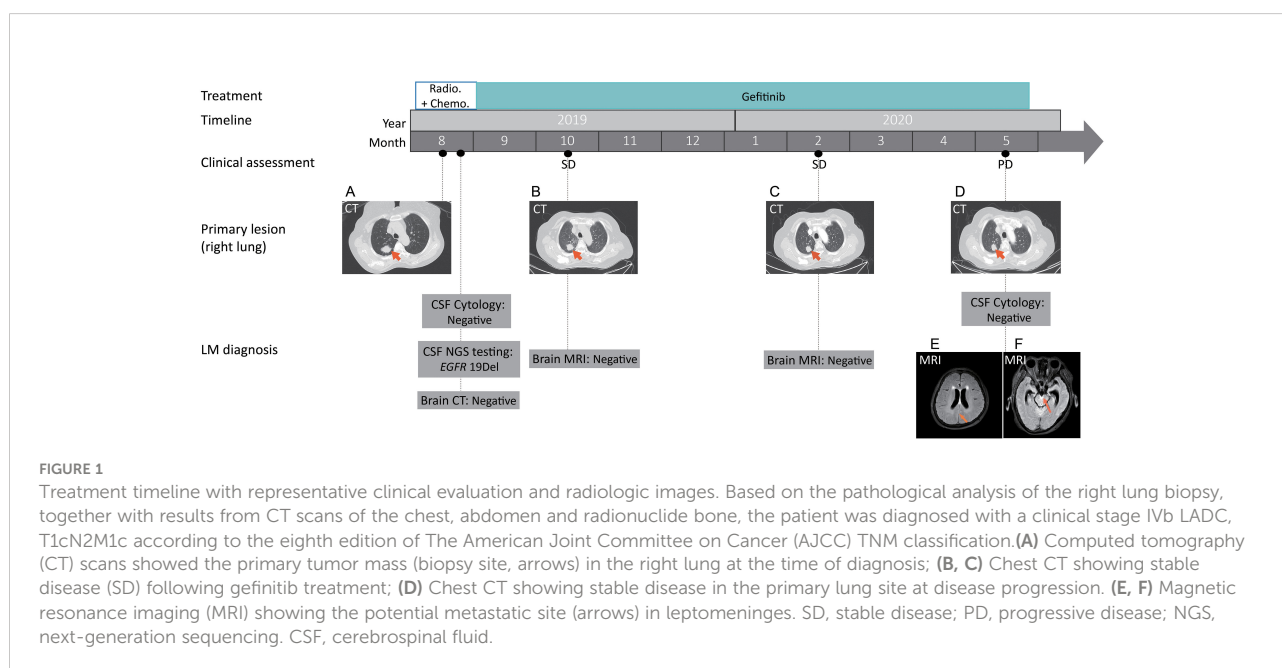 Treatment
Radio.
+ Chemo.
Gefitinib
Timeline
Year
2019
2020
Month
8
9
10
11
12
1
2
3
4
5
Clinical assessment
SD
SD
PD
A
CT
B
CT
C
CT
D
CT
Primary lesion
(right lung)
CSF Cytology:
Negative
CSF Cytology:
Negative
LM diagnosis
CSF NGS testing:
EGFR 19Del
Brain MRI: Negative
Brain MRI: Negative
Brain CT: Negative
E
MRI
F
MRI
FIGURE 1
Treatment timeline with representative clinical evaluation and radiologic images. Based on the pathological analysis of the right lung biopsy,
together with results from CT scans of the chest, abdomen and radionuclide bone, the patient was diagnosed with a clinical stage IVb LADC,
T1cN2M1c according to the eighth edition of The American Joint Committee on Cancer (AJCC) TNM classification.(A) Computed tomography
(CT) scans showed the primary tumor mass (biopsy site, arrows) in the right lung at the time of diagnosis; (B, C) Chest CT showing stable
disease (SD) following gefinitib treatment; (D) Chest CT showing stable disease in the primary lung site at disease progression. (E, F) Magnetic
resonance imaging (MRI) showing the potential metastatic site (arrows) in leptomeninges. SD, stable disease; PD, progressive disease; NGS,
next-generation sequencing. CSF, cerebrospinal fluid.